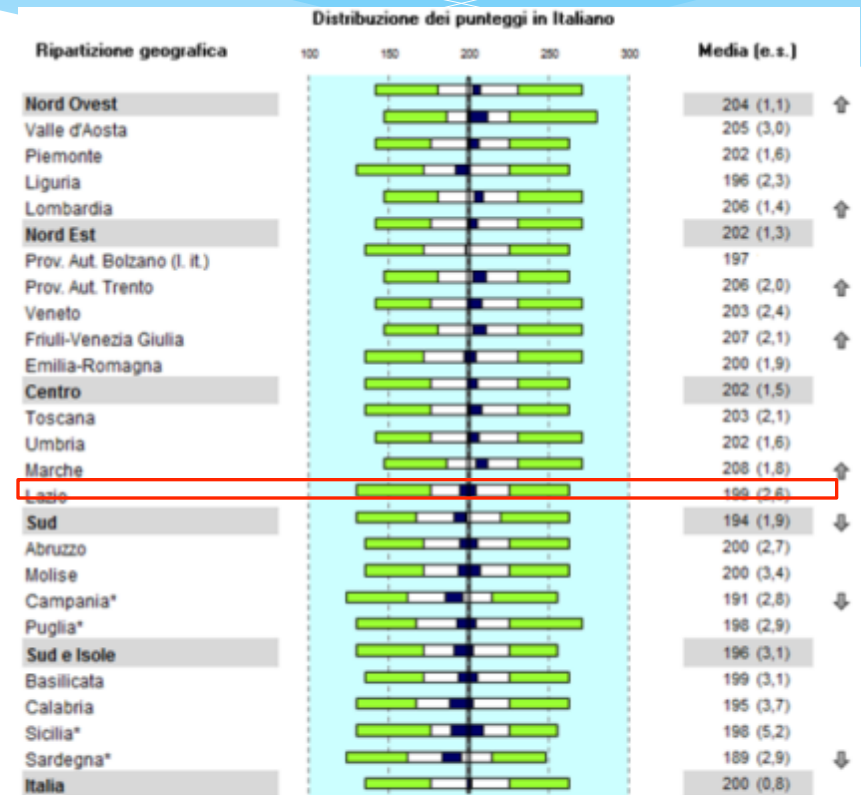 Distribuzione dei punteggi in Italiano
Ripartizione geografica 100 150 200 250 300 Media (e.s.)
Nord Ovest 204 (1,1)
Valle d'Aosta 205 (3,0)
Piemonte 202 (1,6)
Liguria 196 (2,3)
Lombardia 206 (1,4)
Nord Est 202 (1,3)
Prov. Aut. Bolzano (l. it.) 197
Prov. Aut. Trento 206 (2,0)
Veneto 203 (2,4)
Friuli-Venezia Giulia 207 (2,1)
Emilia-Romagna 200 (1,9)
Centro 202 (1,5)
Toscana 203 (2,1)
Umbria 202 (1,6)
Marche 208 (1,8)
Lazio 199 (2,6)
Sud 194 (1,9)
Abruzzo 200 (2,7)
Molise 200 (3,4)
Campania* 191 (2,8)
Puglia* 198 (2,9)
Sud e Isole 196 (3,1)
Basilicata 199 (3,1)
Calabria 195 (3,7)
Sicilia* 198 (5,2)
Sardegna* 189 (2,9)
Italia 200 (0,8)